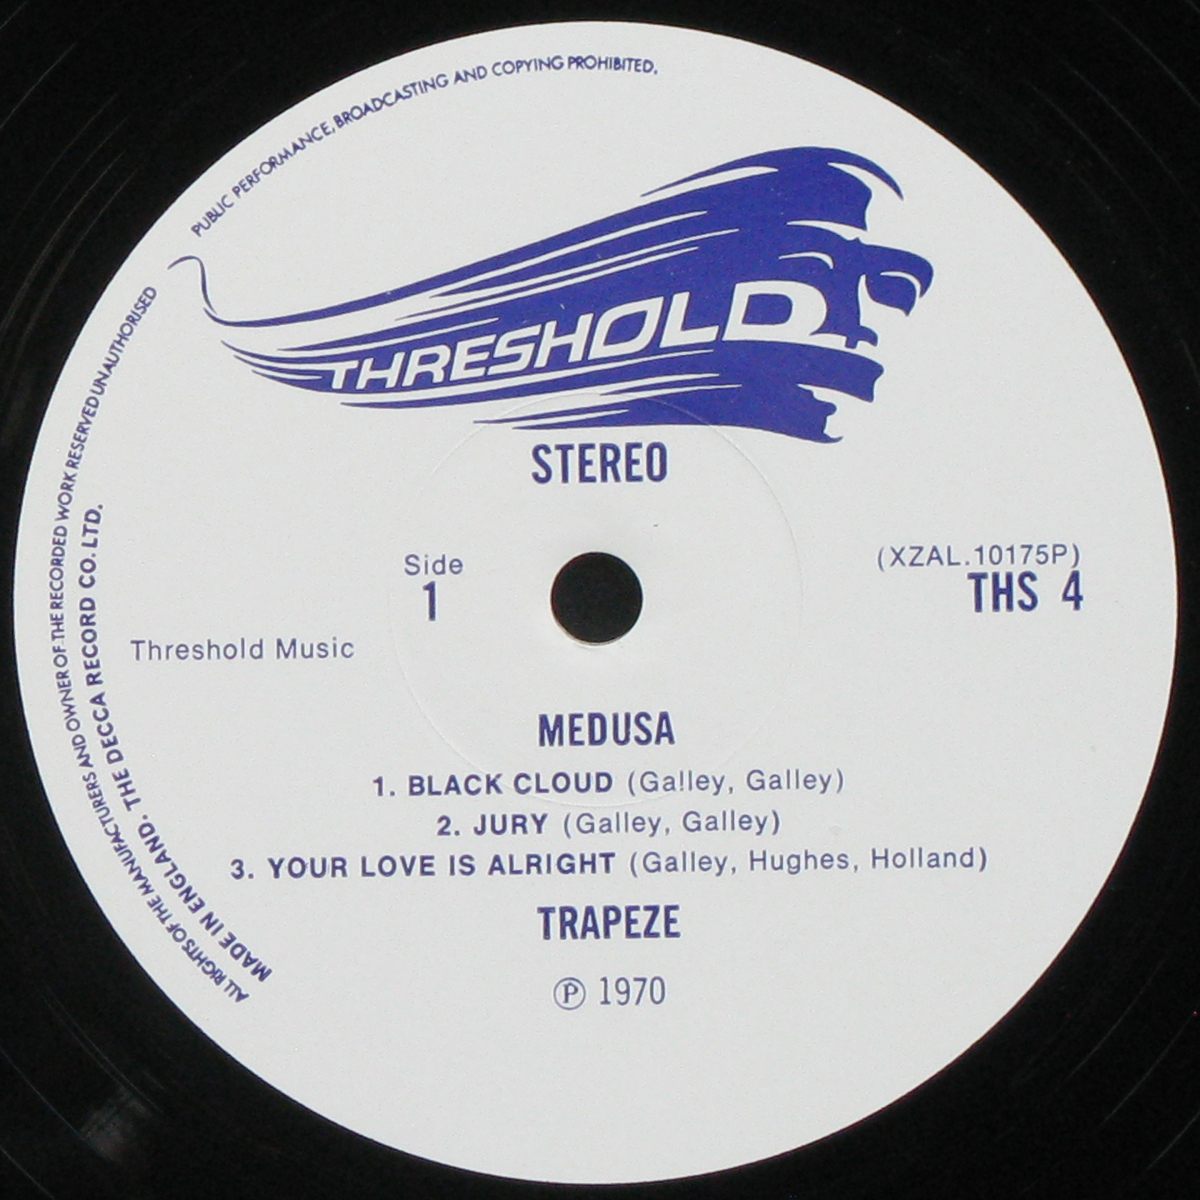 PUBLIC PERFORMANCE, BROADCASTING AND COPYING PROHIBITED.
ALL RIGHTS OF THE MANUFACTURERS AND OWNER OF THE RECORDED WORK RESERVED UNAUTHORISED
MADE IN ENGLAND. THE DECCA RECORD CO. LTD.
THRESHOLD
STEREO
Side
1
(XZAL.10175P)
THS 4
Threshold Music
MEDUSA
1. BLACK CLOUD (Galley, Galley)
2. JURY (Galley, Galley)
3. YOUR LOVE IS ALRIGHT (Galley, Hughes, Holland)
TRAPEZE
℗ 1970